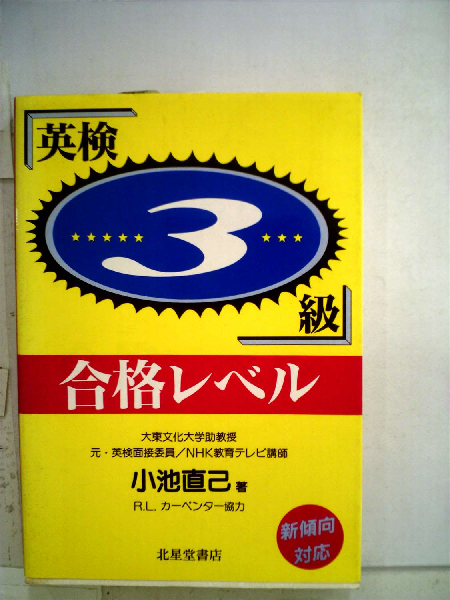 英検
★★★★★ 3 ★★★
級
合格レベル
大東文化大学助教授
元・英検面接委員/NHK教育テレビ講師
小池直己 著
R.L. カーペンター協力
新傾向
対応
北星堂書店